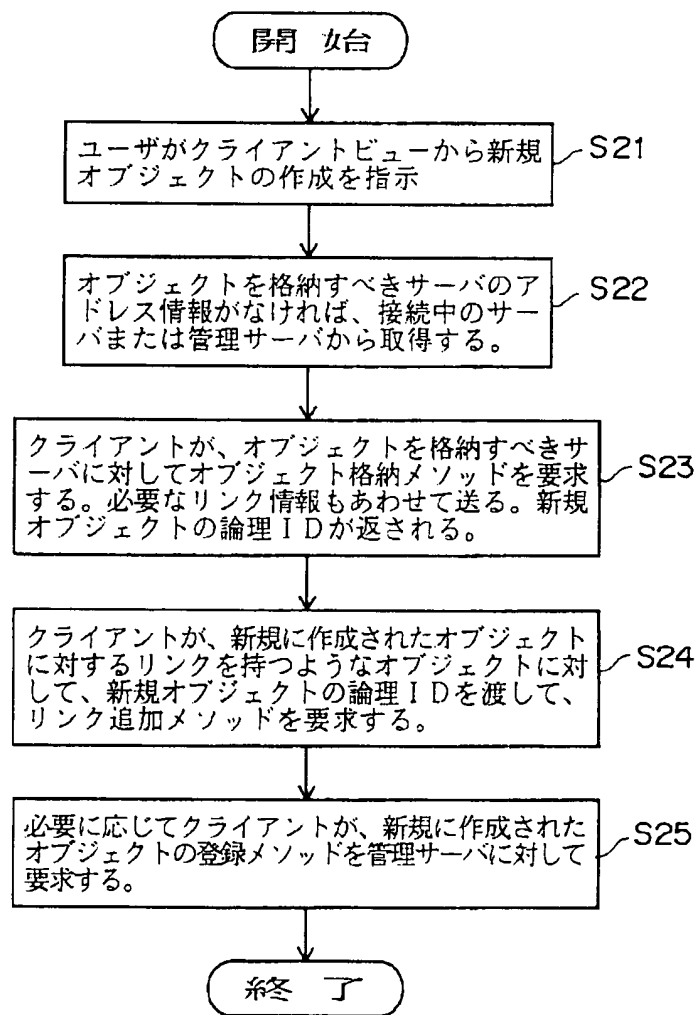 開始
ユーザがクライアントビューから新規
オブジェクトの作成を指示
S21
オブジェクトを格納すべきサーバのア
ドレス情報がなければ、接続中のサー
バまたは管理サーバから取得する。
S22
クライアントが、オブジェクトを格納すべきサ
ーバに対してオブジェクト格納メソッドを要求
する。必要なリンク情報もあわせて送る。新規
オブジェクトの論理IDが返される。
S23
クライアントが、新規に作成されたオブジェクト
に対するリンクを持つようなオブジェクトに対
して、新規オブジェクトの論理IDを渡して、
リンク追加メソッドを要求する。
S24
必要に応じてクライアントが、新規に作成された
オブジェクトの登録メソッドを管理サーバに対して
要求する。
S25
終了